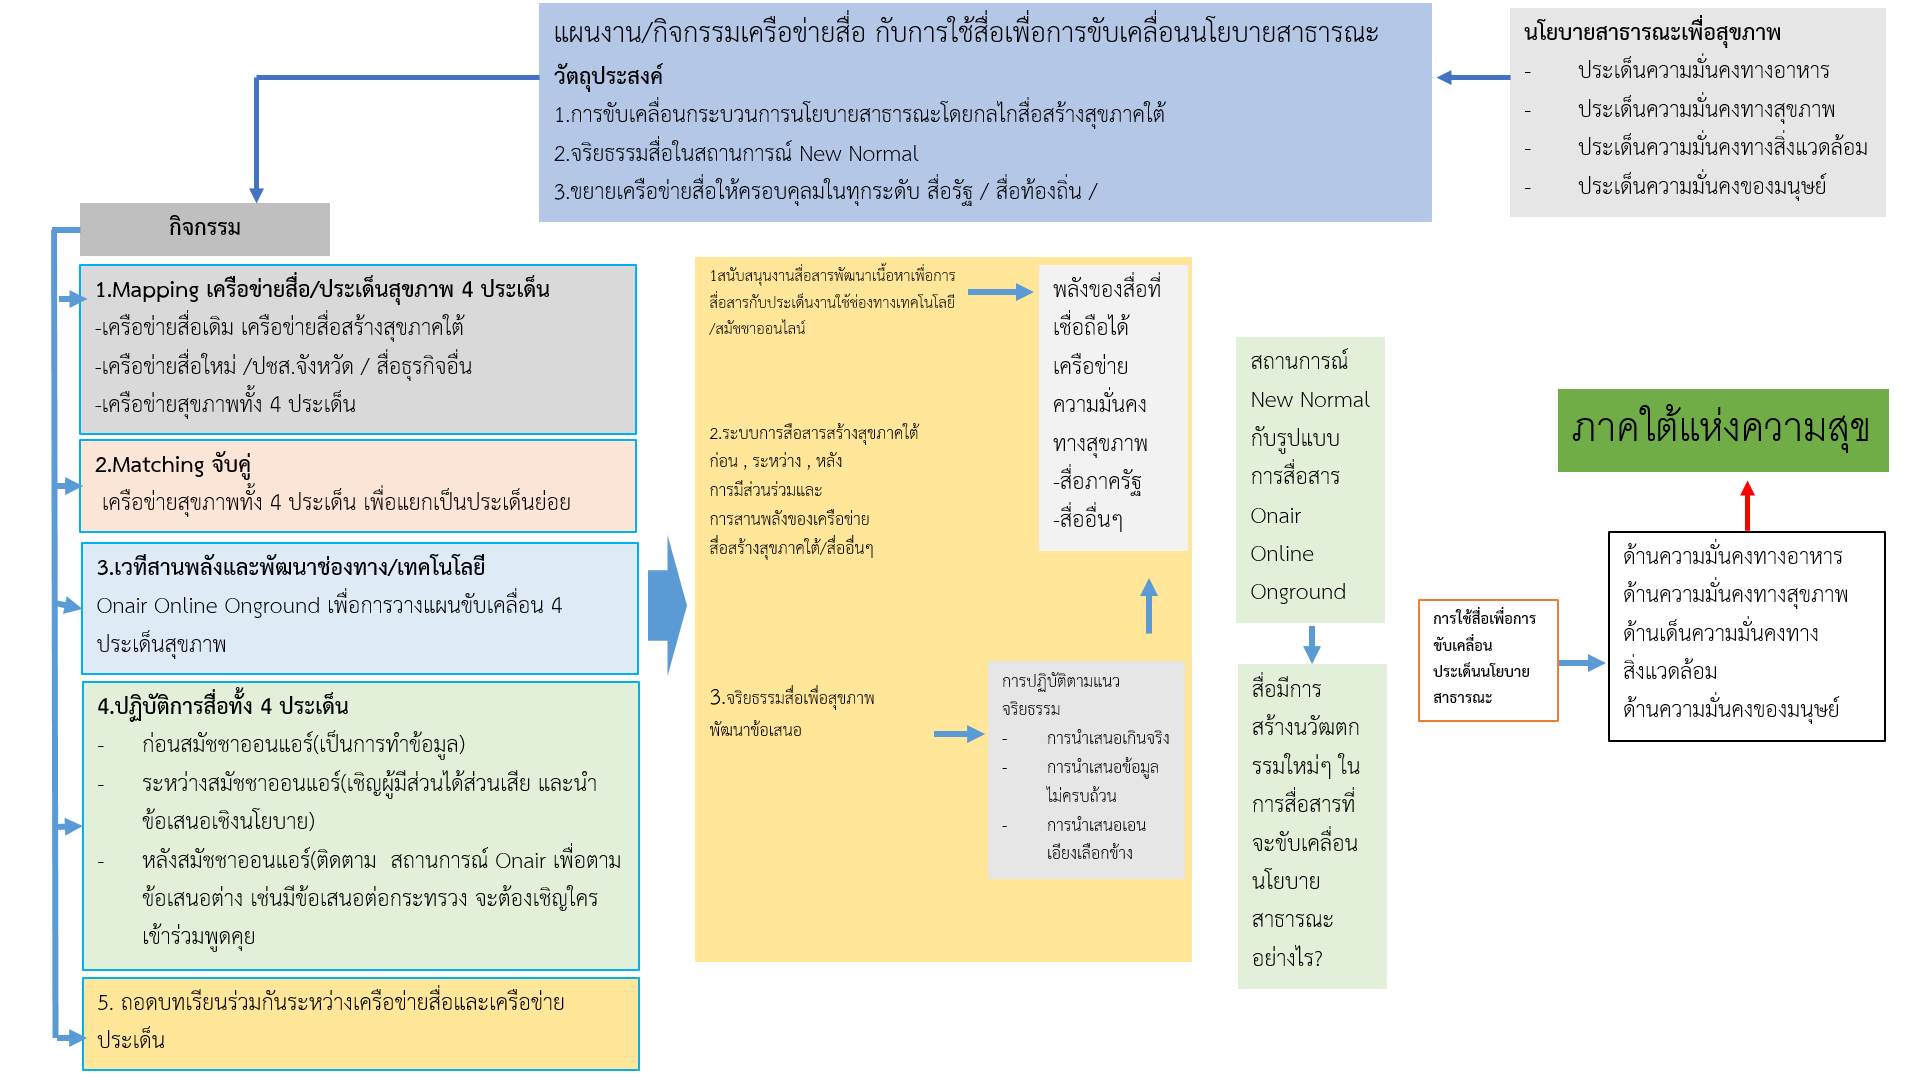 แผนงาน/กิจกรรมเครือข่ายสื่อ กับการใช้สื่อเพื่อการขับเคลื่อนนโยบายสาธารณะ
วัตถุประสงค์
1.การขับเคลื่อนกระบวนการนโยบายสาธารณะโดยกลไกสื่อสร้างสุขภาคใต้
2.จริยธรรมสื่อในสถานการณ์ New Normal
3.ขยายเครือข่ายสื่อให้ครอบคุลมในทุกระดับ สื่อรัฐ / สื่อท้องถิ่น /
นโยบายสาธารณะเพื่อสุขภาพ
- ประเด็นความมั่นคงทางอาหาร
- ประเด็นความมั่นคงทางสุขภาพ
- ประเด็นความมั่นคงทางสิ่งแวดล้อม
- ประเด็นความมั่นคงของมนุษย์
กิจกรรม
1.Mapping เครือข่ายสื่อ/ประเด็นสุขภาพ 4 ประเด็น
-เครือข่ายสื่อเดิม เครือข่ายสื่อสร้างสุขภาคใต้
-เครือข่ายสื่อใหม่ /ปชส.จังหวัด / สื่อธุรกิจอื่น
-เครือข่ายสุขภาพทั้ง 4 ประเด็น
2.Matching จับคู่
เครือข่ายสุขภาพทั้ง 4 ประเด็น เพื่อแยกเป็นประเด็นย่อย
3.เวทีสานพลังและพัฒนาช่องทาง/เทคโนโลยี
Onair Online Onground เพื่อการวางแผนขับเคลื่อน 4
ประเด็นสุขภาพ
4.ปฏิบัติการสื่อทั้ง 4 ประเด็น
- ก่อนสมัชชาออนแอร์(เป็นการทำข้อมูล)
- ระหว่างสมัชชาออนแอร์(เชิญผู้มีส่วนได้ส่วนเสีย และนำ
ข้อเสนอเชิงนโยบาย)
- หลังสมัชชาออนแอร์(ติดตาม สถานการณ์ Onair เพื่อตาม
ข้อเสนอต่าง เช่นมีข้อเสนอต่อกระทรวง จะต้องเชิญใคร
เข้าร่วมพูดคุย
5. ถอดบทเรียนร่วมกันระหว่างเครือข่ายสื่อและเครือข่าย
ประเด็น
1สนับสนุนงานสื่อสารพัฒนาเนื้อหาเพื่อการ
สื่อสารกับประเด็นงานใช้ช่องทางเทคโนโลยี
/สมัชชาออนไลน์
2.ระบบการสื่อสารสร้างสุขภาคใต้
ก่อน , ระหว่าง , หลัง
การมีส่วนร่วมและ
การสานพลังของเครือข่าย
สื่อสร้างสุขภาคใต้/สื่ออื่นๆ
3.จริยธรรมสื่อเพื่อสุขภาพ
พัฒนาข้อเสนอ
พลังของสื่อที่
เชื่อถือได้
เครือข่าย
ความมั่นคง
ทางสุขภาพ
-สื่อภาครัฐ
-สื่ออื่นๆ
การปฏิบัติตามแนว
จริยธรรม
- การนำเสนอเกินจริง
- การนำเสนอข้อมูล
ไม่ครบถ้วน
- การนำเสนอเอน
เอียงเลือกข้าง
สถานการณ์
New Normal
กับรูปแบบ
การสื่อสาร
Onair
Online
Onground
สื่อมีการ
สร้างนวัฒตก
รรมใหม่ๆ ใน
การสื่อสารที่
จะขับเคลื่อน
นโยบาย
สาธารณะ
อย่างไร?
การใช้สื่อเพื่อการ
ขับเคลื่อน
ประเด็นนโยบาย
สาธารณะ
ภาคใต้แห่งความสุข
ด้านความมั่นคงทางอาหาร
ด้านความมั่นคงทางสุขภาพ
ด้านเด็นความมั่นคงทาง
สิ่งแวดล้อม
ด้านความมั่นคงของมนุษย์